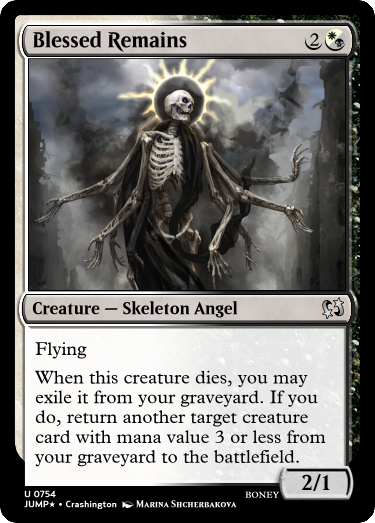 Blessed Remains 2
Creature — Skeleton Angel
Flying
When this creature dies, you may
exile it from your graveyard. If you
do, return another target creature
card with mana value 3 or less from
your graveyard to the battlefield.
2/1
U 0754 BONEY
JUMP★ • Crashington Marina Shcherbakova